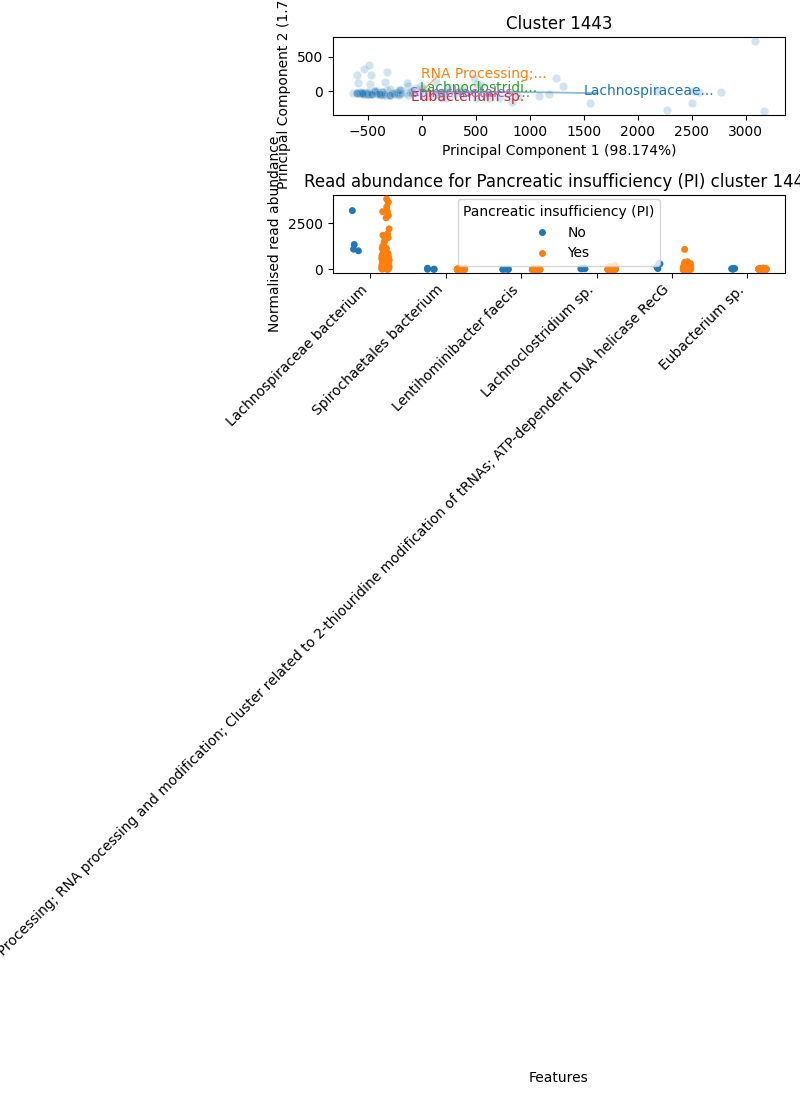 Cluster 1443
Principal Component 2 (1.7
500
0
RNA Processing;...
Lachnoclostridi...
Lachnospiraceae...
Eubacterium sp.
−500
0
500
1000
1500
2000
2500
3000
Principal Component 1 (98.174%)
Read abundance for Pancreatic insufficiency (PI) cluster 144
Normalised read abundance
2500
0
Pancreatic insufficiency (PI)
No
Yes
Lachnospiraceae bacterium
Spirochaetales bacterium
Lentihominibacter faecis
Lachnoclostridium sp.
Processing; RNA processing and modification; Cluster related to 2-thiouridine modification of tRNAs; ATP-dependent DNA helicase RecG
Eubacterium sp.
Features